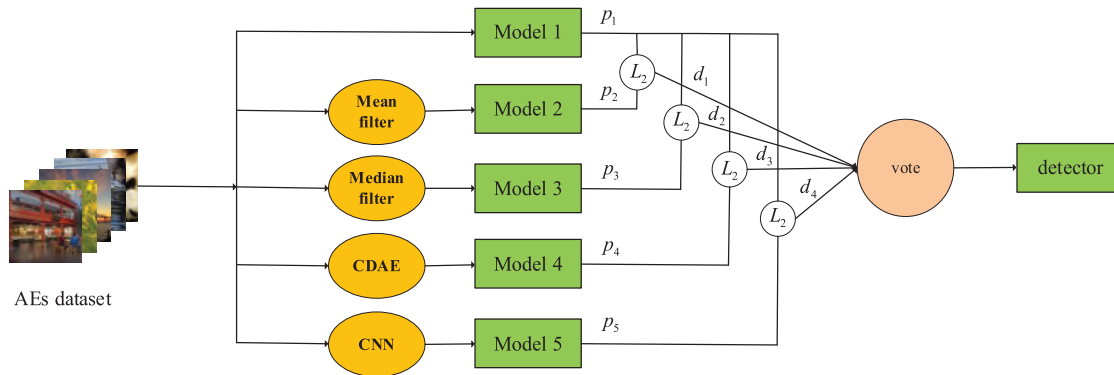 p₁
Model 1
L₂
d₁
Mean
filter
p₂
Model 2
L₂
d₂
Median
filter
p₃
Model 3
L₂
d₃
vote
detector
d₄
L₂
CDAE
p₄
Model 4
AEs dataset
CNN
p₅
Model 5